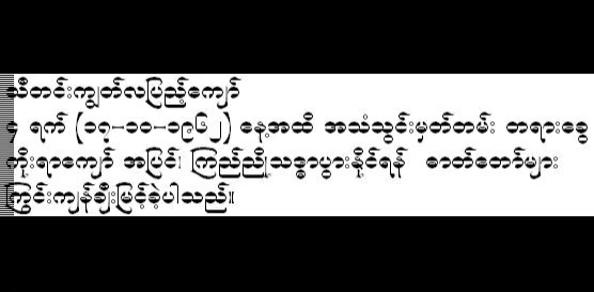 သီတင်းကျွတ်လပြည့်ကျော်
၄ ရက် (၁၇-၁၀-၁၉၆၂) နေ့အထိ အသံသွင်းမှတ်တမ်း တရားခွေ
ကိုးရာကျော် အပြင်၊ ကြည်ညိုသဒ္ဓာပွားနိုင်ရန် ဓာတ်တော်များ
ကြွင်းကျန်ချီးမြင့်ခဲ့ပါသည်။